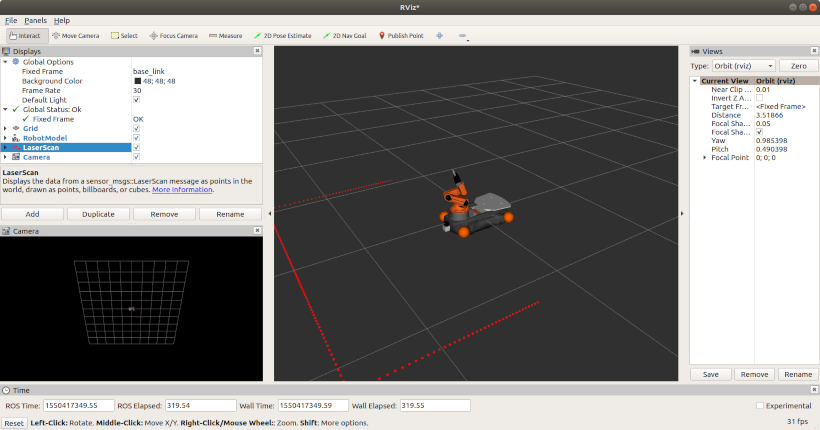 RViz*
File Panels Help
Interact Move Camera Select Focus Camera Measure 2D Pose Estimate 2D Nav Goal Publish Point
Displays
Global Options
Fixed Frame base_link
Background Color 48; 48; 48
Frame Rate 30
Default Light
Global Status: Ok
Fixed Frame OK
Grid
RobotModel
LaserScan
Camera
LaserScan
Displays the data from a sensor_msgs::LaserScan message as points in the
world, drawn as points, billboards, or cubes. More Information.
Add Duplicate Remove Rename
Camera
Views
Type: Orbit (rviz) Zero
Current View Orbit (rviz)
Near Clip ... 0.01
Invert Z A...
Target Fr... <Fixed Frame>
Distance 3.51866
Focal Sha... 0.05
Focal Sha...
Yaw 0.985398
Pitch 0.490398
Focal Point 0; 0; 0
Save Remove Rename
Time
ROS Time: 1550417349.55 ROS Elapsed: 319.54 Wall Time: 1550417349.59 Wall Elapsed: 319.55 Experimental
Reset Left-Click: Rotate. Middle-Click: Move X/Y. Right-Click/Mouse Wheel:: Zoom. Shift: More options. 31 fps